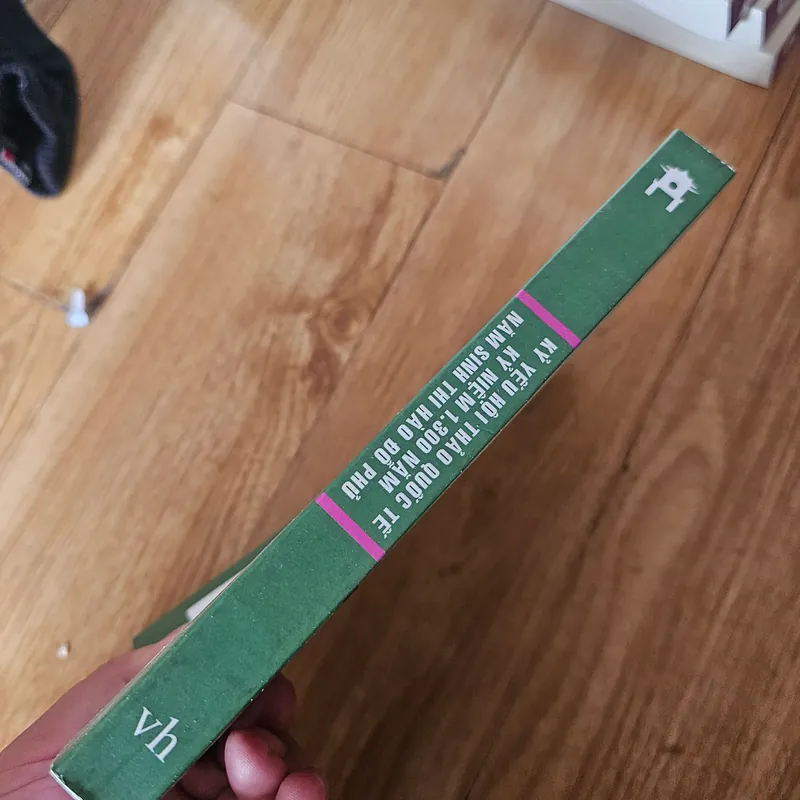 KỶ YẾU HỘI THẢO QUỐC TẾ
KỶ NIỆM 1.300 NĂM
NĂM SINH THI HÀO ĐỖ PHỦ
vh